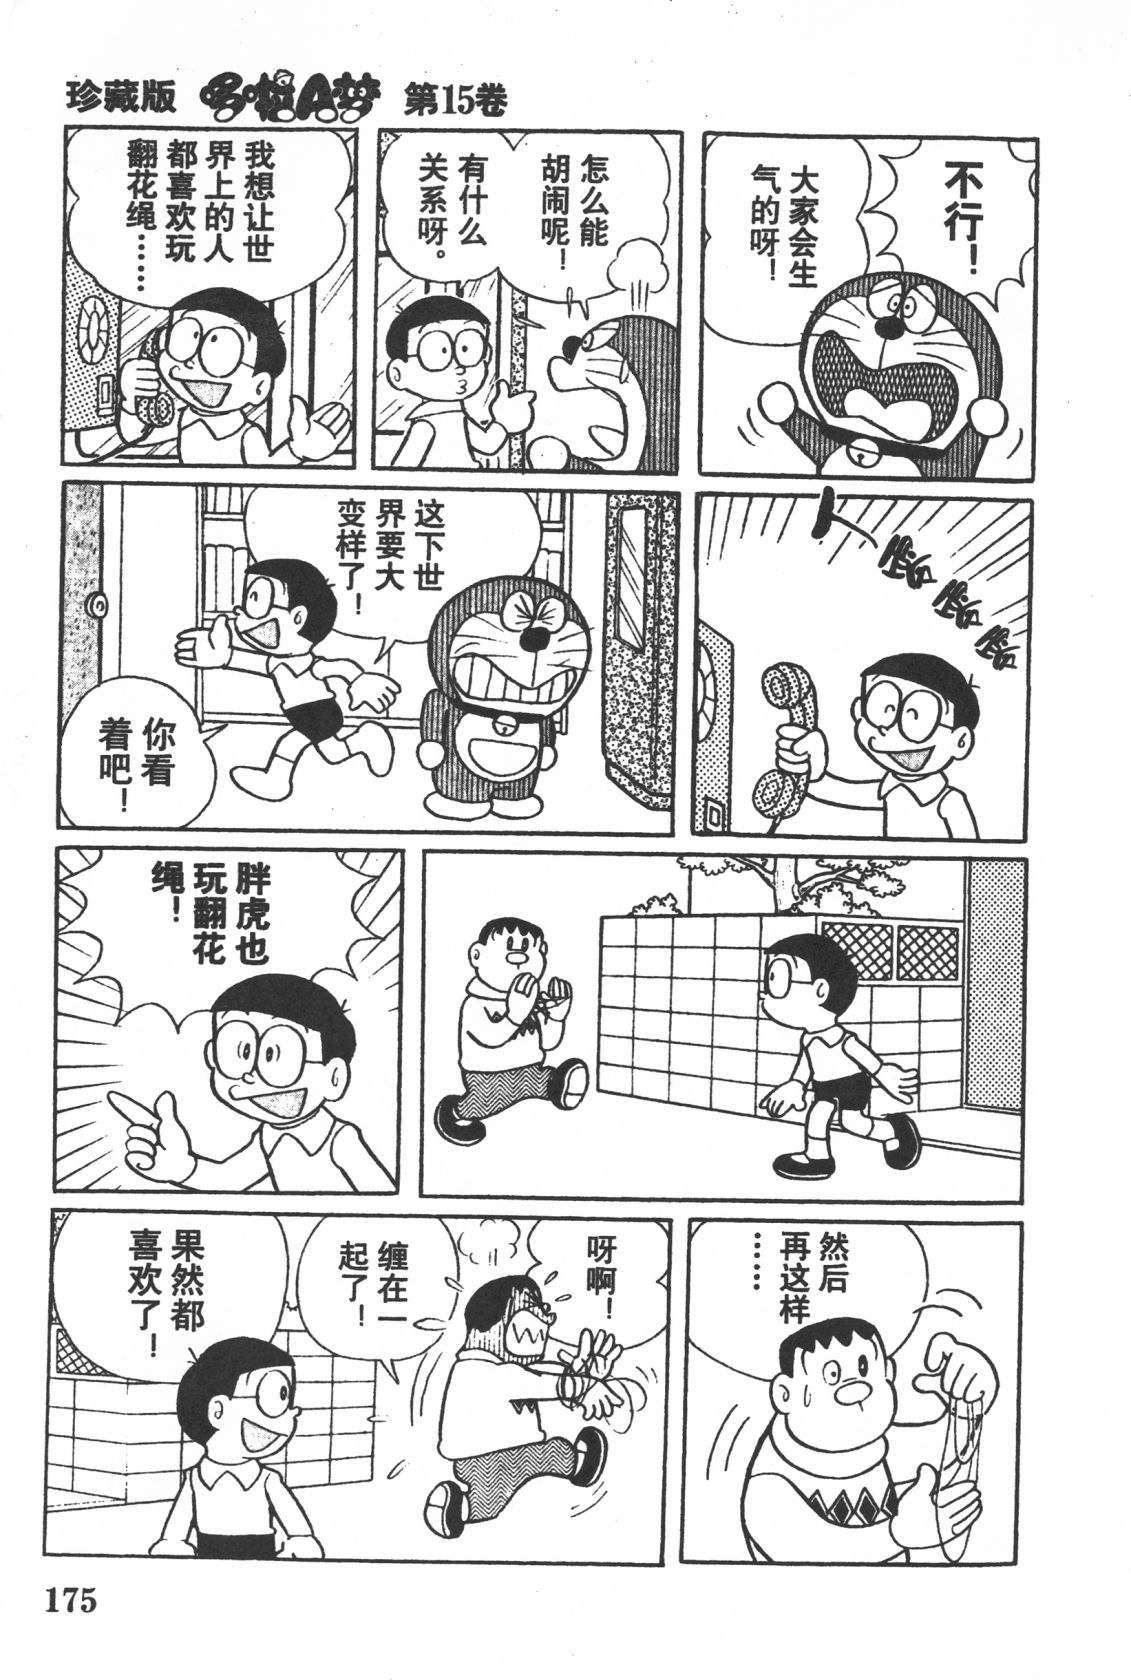 珍藏版 哆啦A梦 第15卷
不行！
大家会生
气的呀！
怎么能
胡闹呢！
有什么
关系呀。
我想让世
界上的人
都喜欢玩
翻花绳……
这下世
界要大
变样了！
你看
着吧！
胖虎也
玩翻花
绳！
然后
再这样
……
呀啊！
缠在一
起了！
果然都
喜欢了！
175